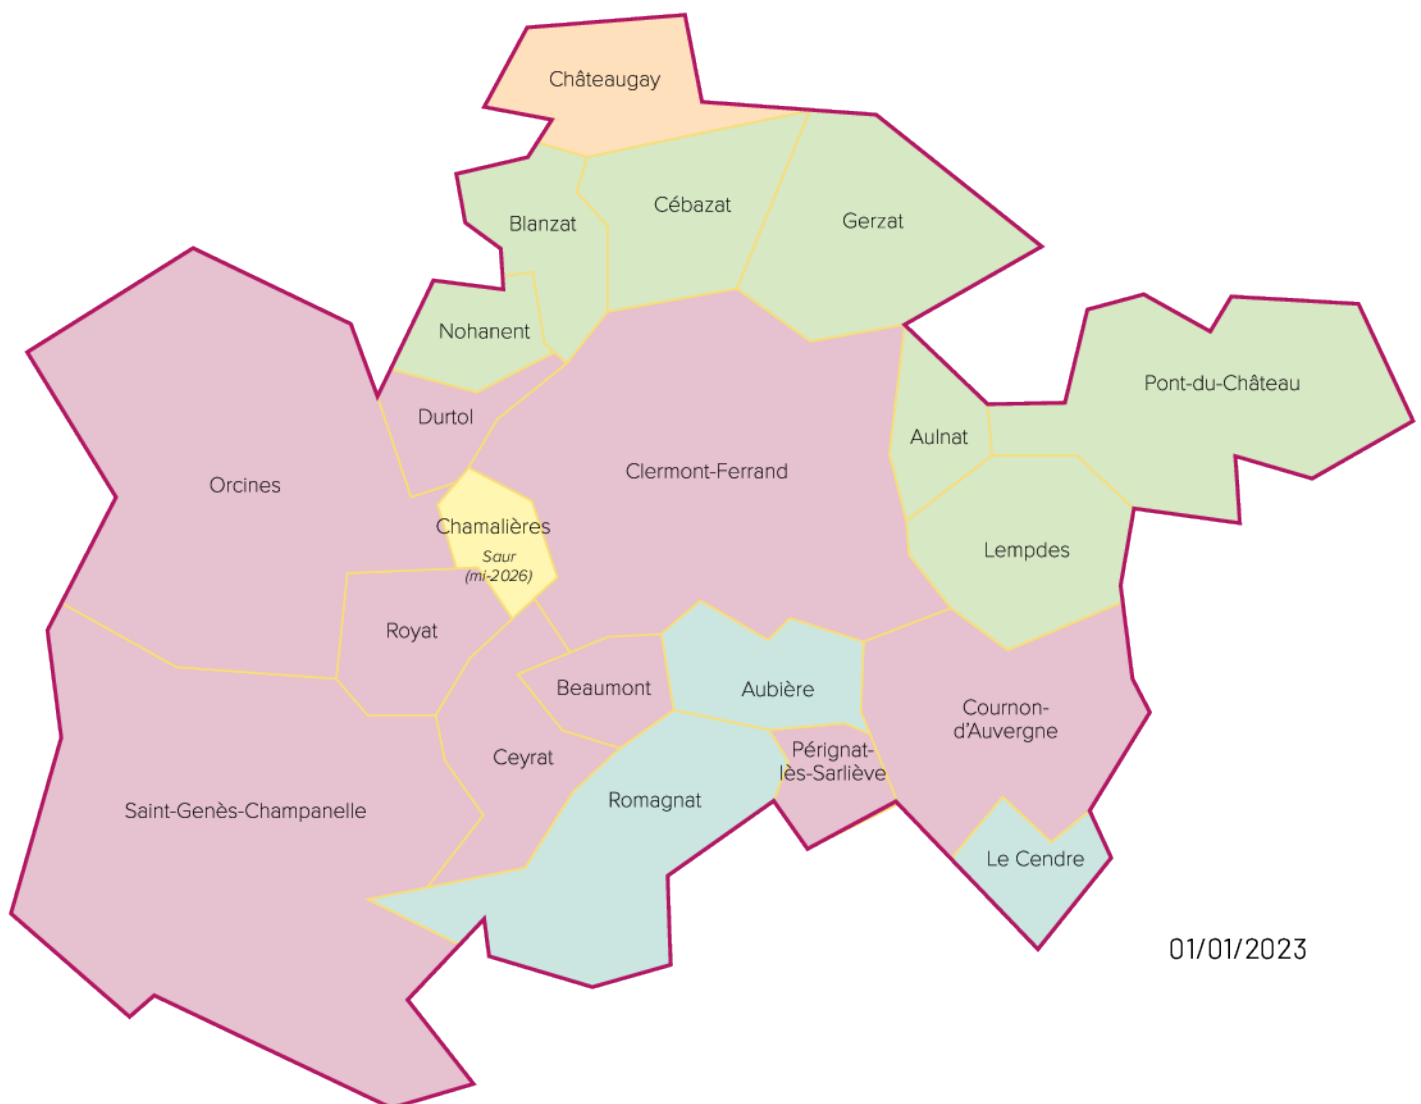 Châteaugay
Cébazat
Gerzat
Blanzat
Nohanent
Pont-du-Château
Durtol
Aulnat
Clermont-Ferrand
Orcines
Chamalières
Saur
(mi-2026)
Lempdes
Royat
Beaumont
Aubière
Cournon-
d'Auvergne
Pérignat-
lès-Sarliève
Ceyrat
Romagnat
Saint-Genès-Champanelle
Le Cendre
01/01/2023